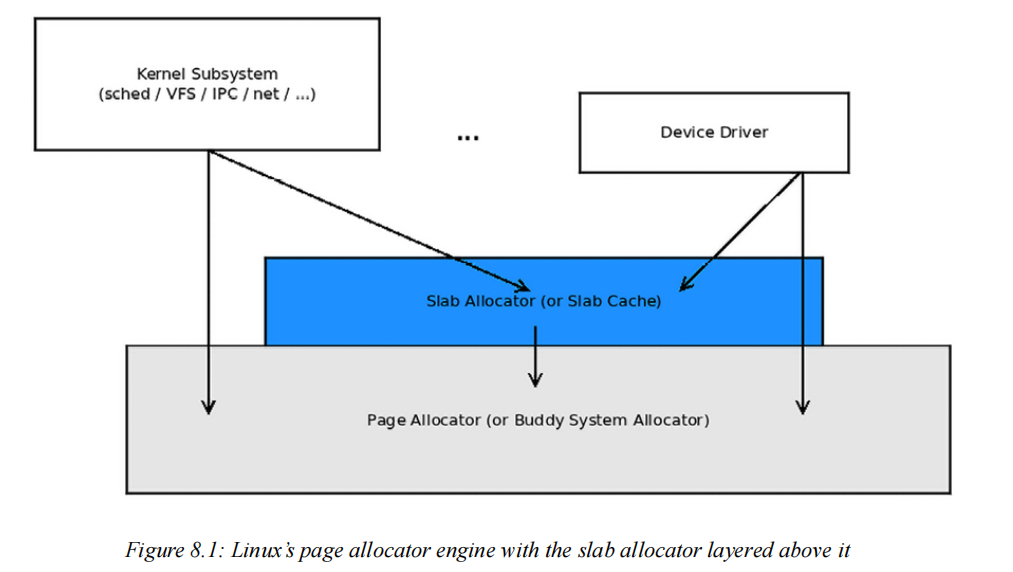 Kernel Subsystem
(sched / VFS / IPC / net / ...)
...
Device Driver
Slab Allocator (or Slab Cache)
Page Allocator (or Buddy System Allocator)
Figure 8.1: Linux’s page allocator engine with the slab allocator layered above it